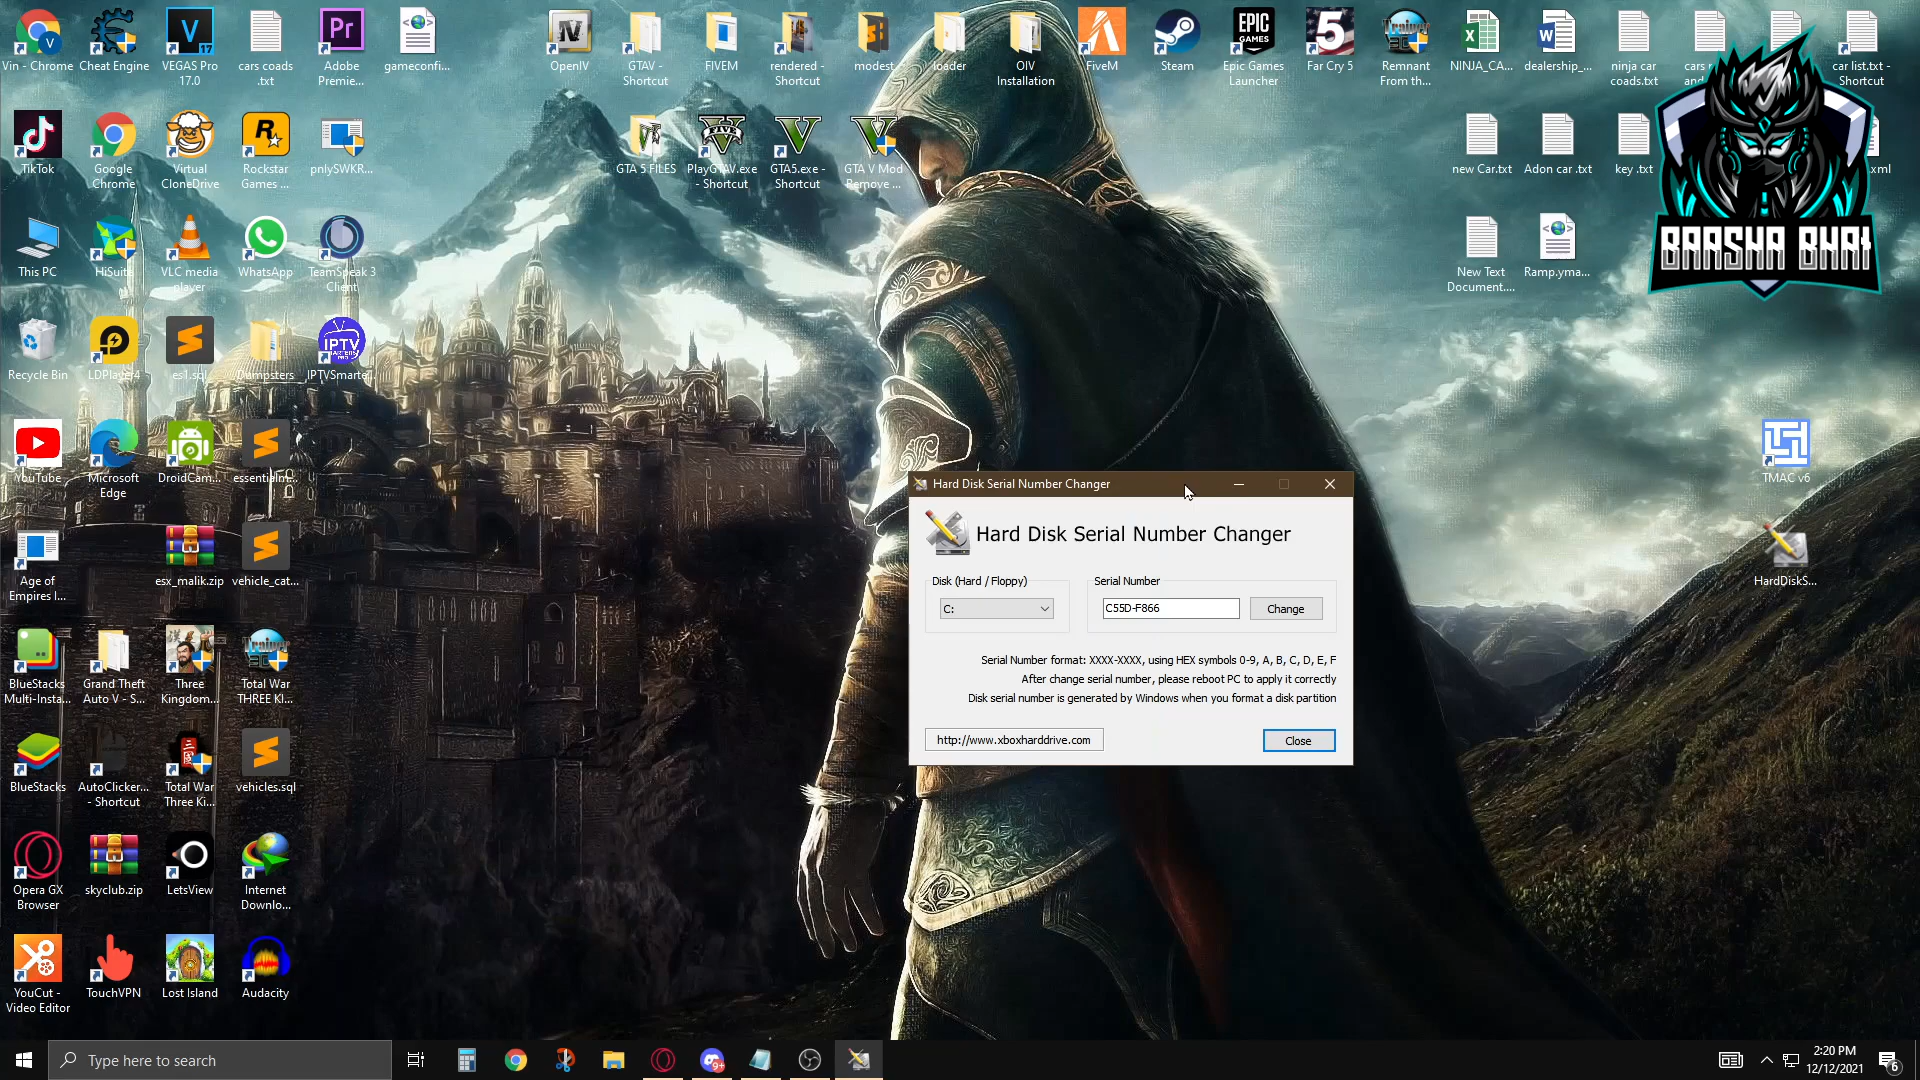 Vin - Chrome
Cheat Engine
VEGAS Pro
17.0
cars coads
.txt
Adobe
Premie...
gameconfi...
OpenIV
GTAV -
Shortcut
FIVEM
rendered -
Shortcut
modest
loader
OIV
Installation
FiveM
Steam
Epic Games
Launcher
Far Cry 5
Remnant
From th...
NINJA_CA...
dealership_...
ninja car
coads.txt
car list.txt -
Shortcut
TikTok
Google
Chrome
Virtual
CloneDrive
Rockstar
Games ...
pnlySWKR...
GTA 5 FILES
PlayGTAV.exe
- Shortcut
GTA5.exe -
Shortcut
GTA V Mod
Remove ...
new Car.txt
Adon car .txt
key .txt
.xml
This PC
HiSuite
VLC media
player
WhatsApp
TeamSpeak 3
Client
New Text
Document....
Ramp.yma...
BAASHA BHAI
Recycle Bin
LDPlayer4
es1.sql
Dumpsters
IPTVSmarte...
YouTube
Microsoft
Edge
DroidCam...
essentialm...
TMAC v6
Age of
Empires I...
esx_malik.zip
vehicle_cat...
HardDiskS...
BlueStacks
Multi-Insta...
Grand Theft
Auto V - S...
Three
Kingdom...
Total War
THREE KI...
BlueStacks
AutoClicker...
- Shortcut
Total War
Three Ki...
vehicles.sql
Opera GX
Browser
skyclub.zip
LetsView
Internet
Downlo...
YouCut -
Video Editor
TouchVPN
Lost Island
Audacity
Hard Disk Serial Number Changer
Hard Disk Serial Number Changer
Disk (Hard / Floppy)
Serial Number
C:
C55D-F866
Change
Serial Number format: XXXX-XXXX, using HEX symbols 0-9, A, B, C, D, E, F
After change serial number, please reboot PC to apply it correctly
Disk serial number is generated by Windows when you format a disk partition
http://www.xboxharddrive.com
Close
Type here to search
2:20 PM
12/12/2021
6